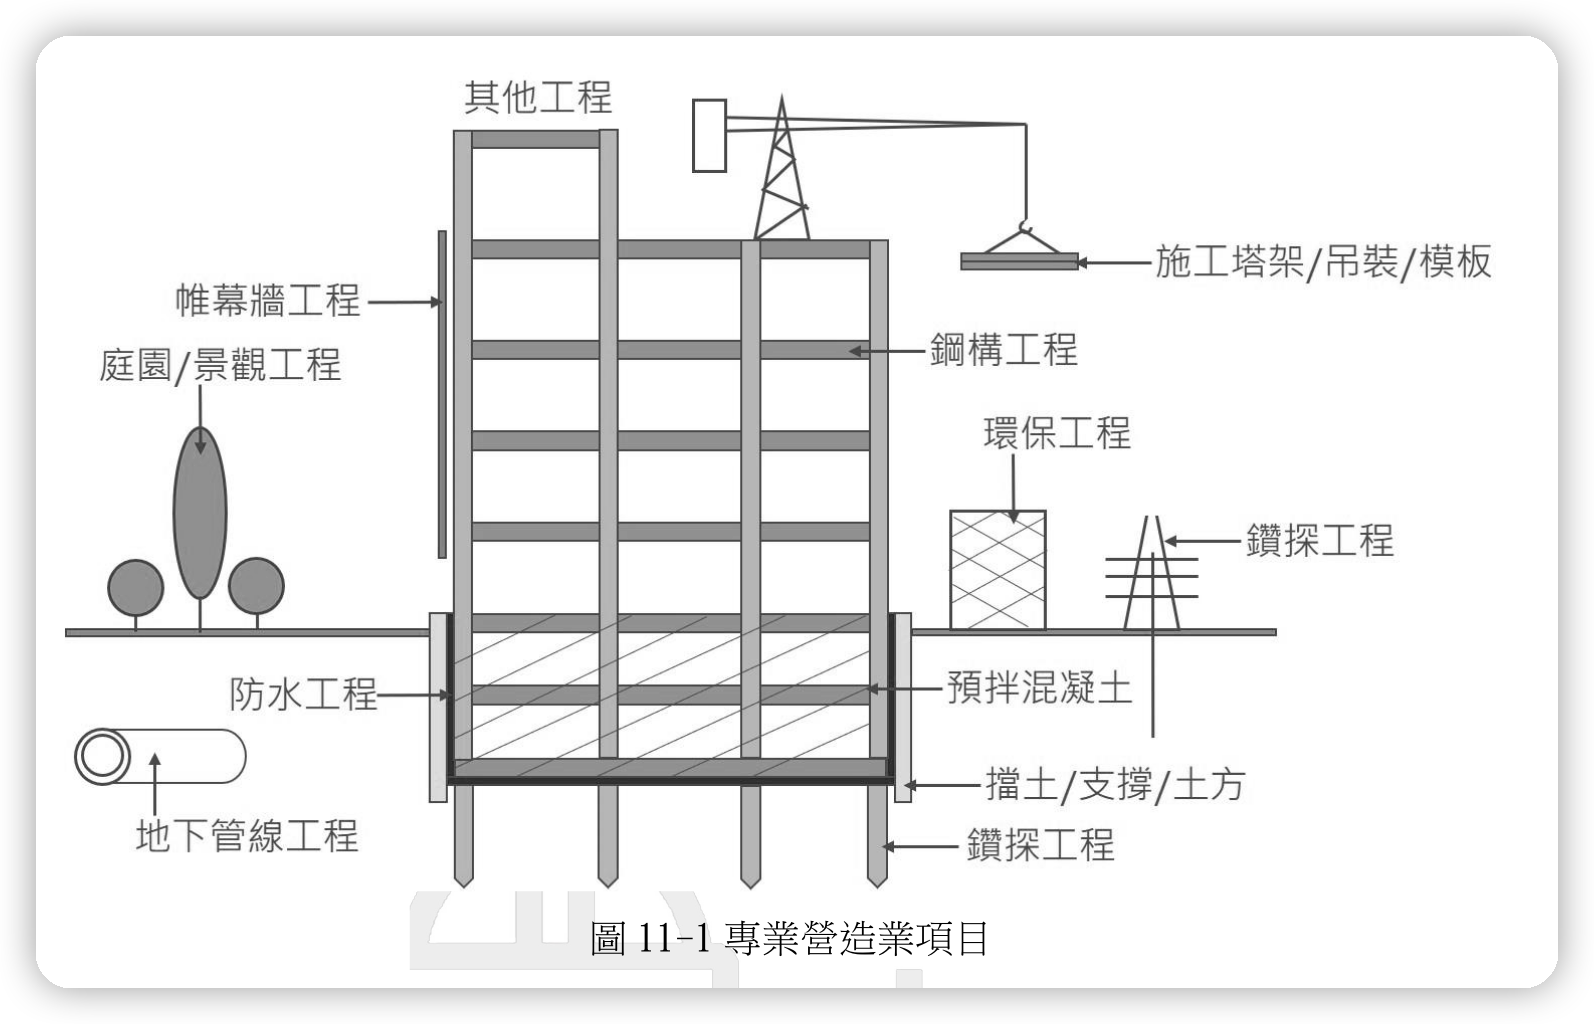 其他工程
施工塔架/吊裝/模板
帷幕牆工程
鋼構工程
庭園/景觀工程
環保工程
鑽探工程
防水工程
預拌混凝土
擋土/支撐/土方
地下管線工程
鑽探工程
圖 11-1 專業營造業項目